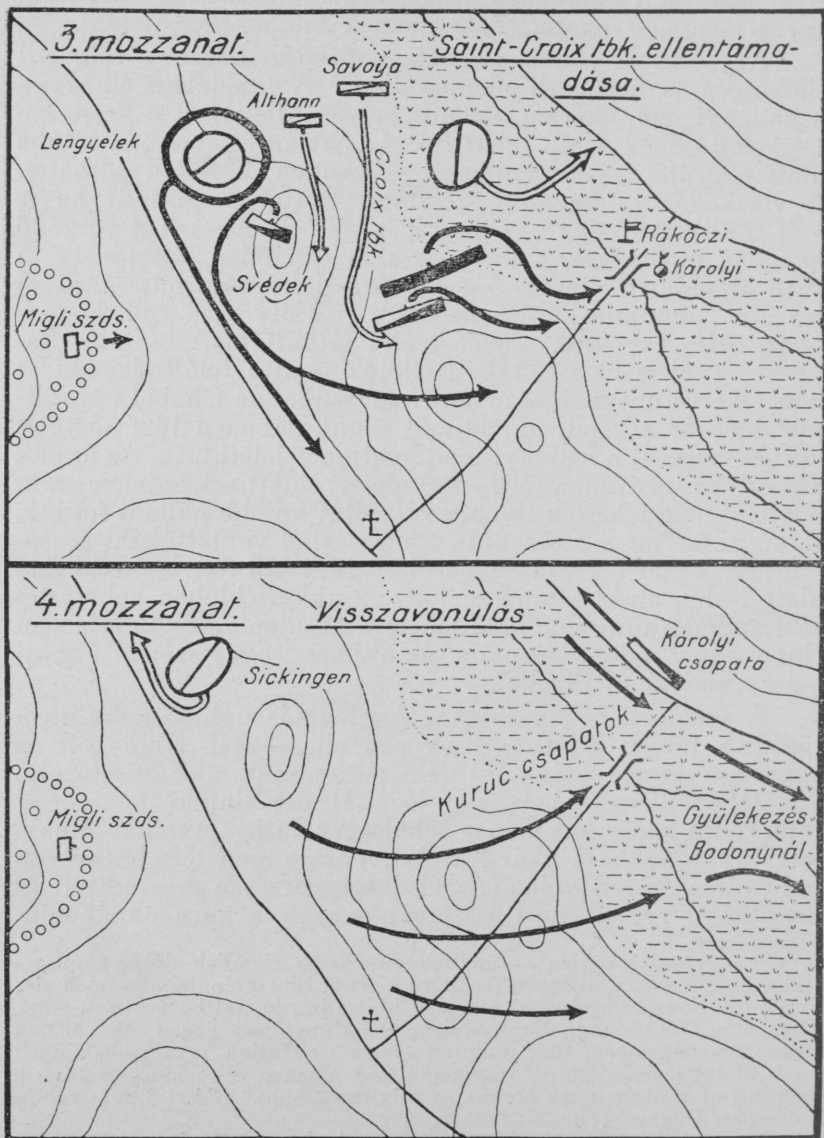 3. mozzanat.
Saint-Croix tbk. ellentáma-
dása.
Savoya
Althann
Lengyelek
Croix tbk
Rákóczi
Károlyi
Svédek
Migli szds.
4. mozzanat.
Visszavonulás
Sickingen
Károlyi
csapata
Kuruc csapatok
Migli szds.
Gyülekezés
Bodonynál